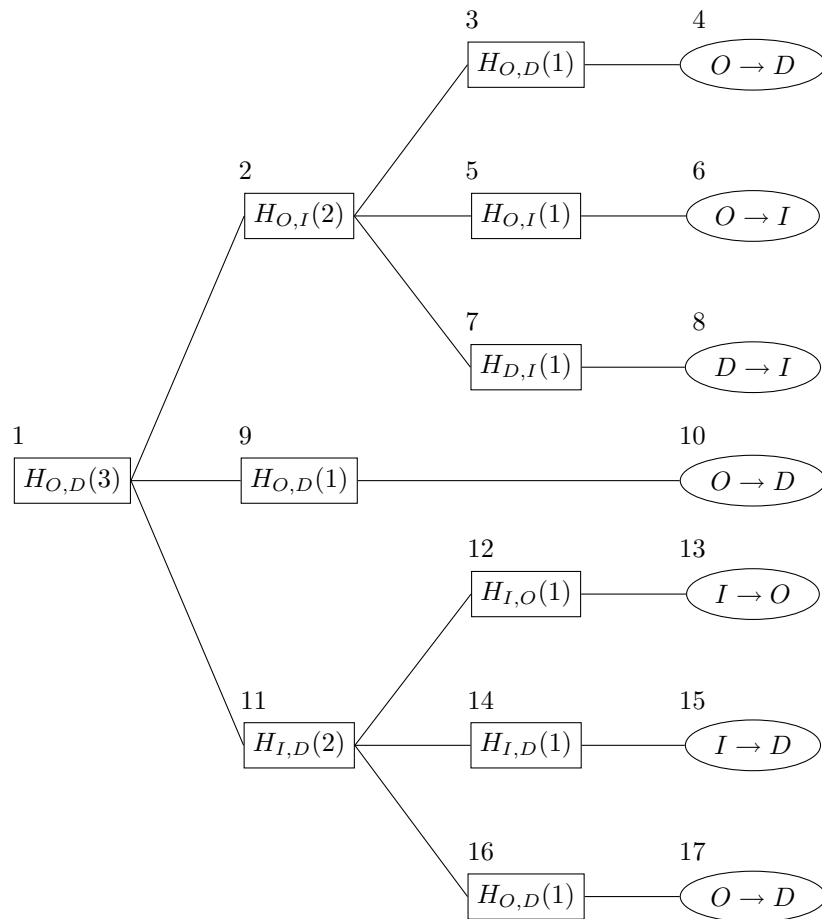 3 4
H_{O,D}(1) O → D
2 5 6
H_{O,I}(2) H_{O,I}(1) O → I
7 8
H_{D,I}(1) D → I
1 9 10
H_{O,D}(3) H_{O,D}(1) O → D
12 13
H_{I,O}(1) I → O
11 14 15
H_{I,D}(2) H_{I,D}(1) I → D
16 17
H_{O,D}(1) O → D